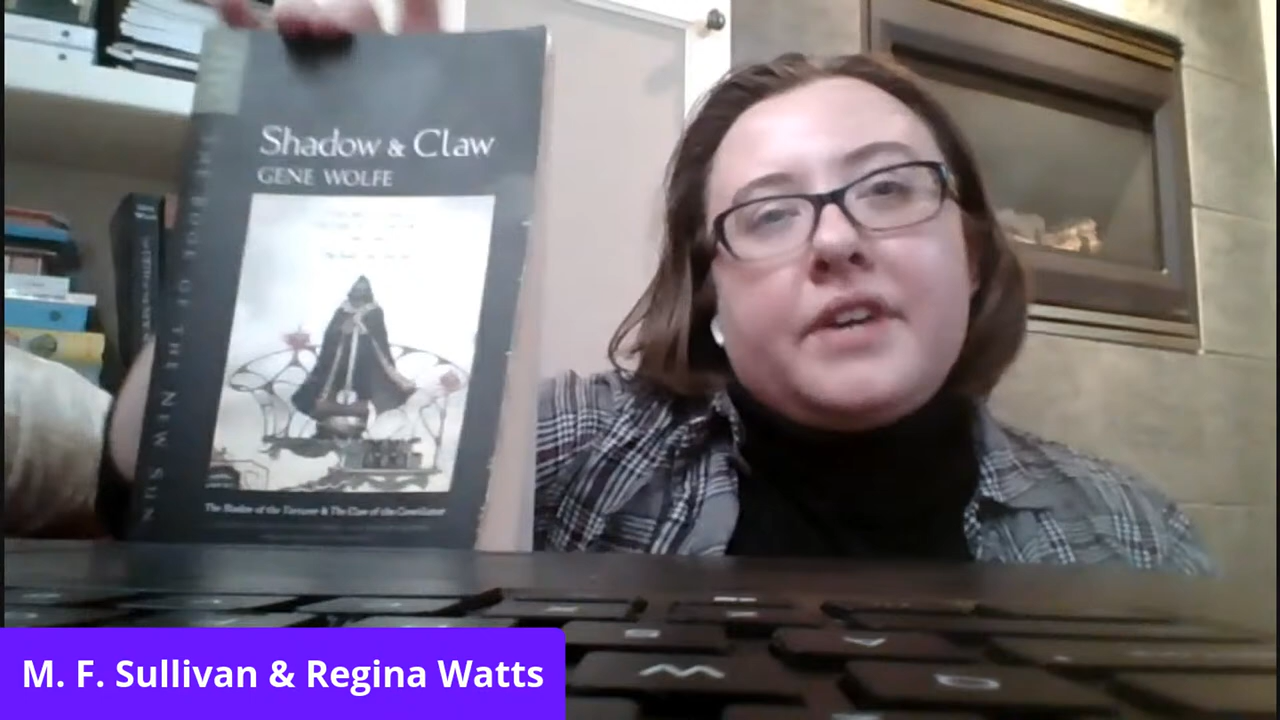 Shadow & Claw
GENE WOLFE
THE BOOK OF THE NEW SUN
The Shadow of the Torturer & The Claw of the Conciliator
M. F. Sullivan & Regina Watts